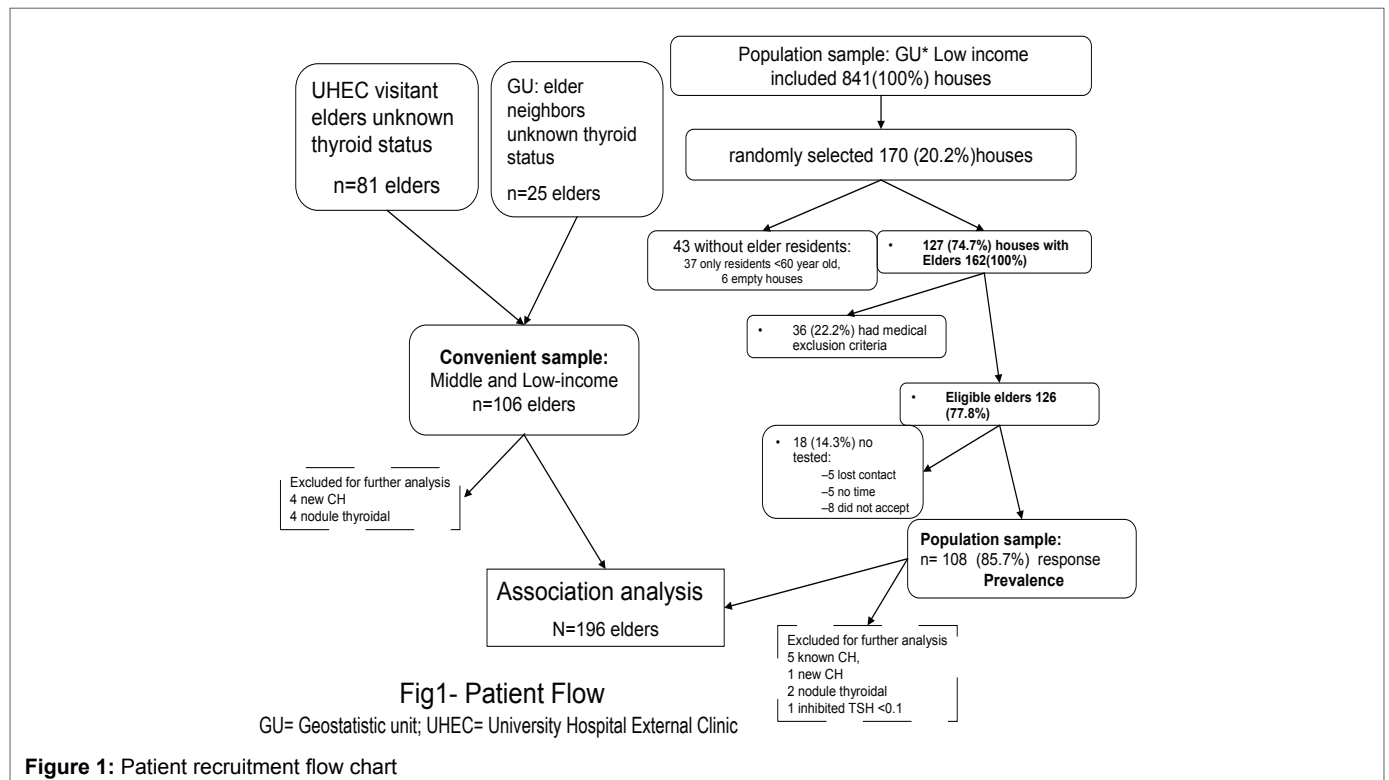 UHEC visitant
elders unknown
thyroid status
n=81 elders
GU: elder
neighbors
unknown thyroid
status
n=25 elders
Population sample: GU* Low income
included 841(100%) houses
randomly selected 170 (20.2%)houses
43 without elder residents:
37 only residents <60 year old,
6 empty houses
• 127 (74.7%) houses with
Elders 162(100%)
• 36 (22.2%) had medical
exclusion criteria
Convenient sample:
Middle and Low-income
n=106 elders
• Eligible elders 126
(77.8%)
• 18 (14.3%) no
tested:
–5 lost contact
–5 no time
–8 did not accept
Excluded for further analysis
4 new CH
4 nodule thyroidal
Population sample:
n= 108 (85.7%) response
Prevalence
Association analysis
N=196 elders
Excluded for further analysis
5 known CH,
1 new CH
2 nodule thyroidal
1 inhibited TSH <0.1
Fig1- Patient Flow
GU= Geostatistic unit; UHEC= University Hospital External Clinic
Figure 1: Patient recruitment flow chart